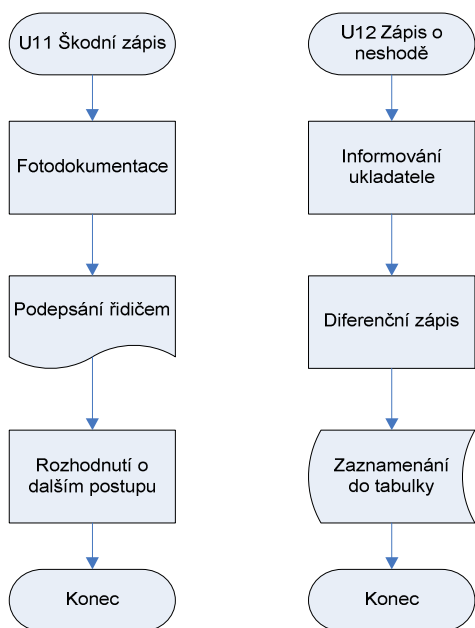 U11 Škodní zápis
Fotodokumentace
Podepsání řidičem
Rozhodnutí o
dalším postupu
Konec
U12 Zápis o
neshodě
Informování
ukladatele
Diferenční zápis
Zaznamenání
do tabulky
Konec